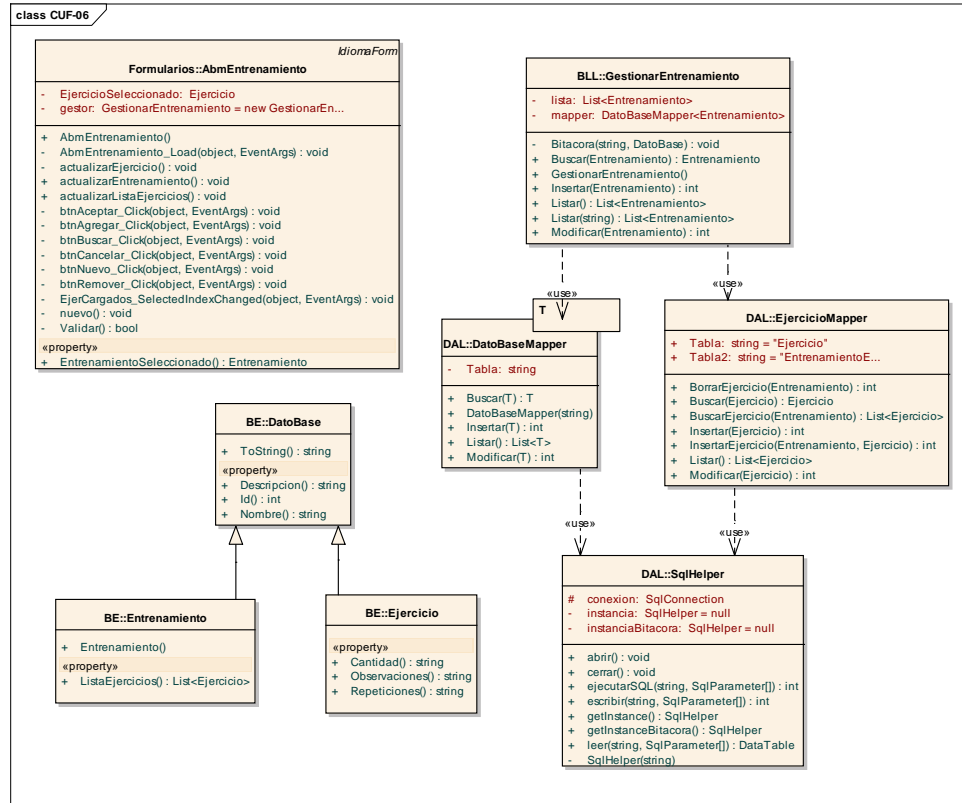 class CUF-06
IdiomaForm
Formularios::AbmEntrenamiento
- EjercicioSeleccionado: Ejercicio
- gestor: GestionarEntrenamiento = new GestionarEn...
+ AbmEntrenamiento()
- AbmEntrenamiento_Load(object, EventArgs) : void
- actualizarEjercicio() : void
+ actualizarEntrenamiento() : void
+ actualizarListaEjercicios() : void
- btnAceptar_Click(object, EventArgs) : void
- btnAgregar_Click(object, EventArgs) : void
- btnBuscar_Click(object, EventArgs) : void
- btnCancelar_Click(object, EventArgs) : void
- btnNuevo_Click(object, EventArgs) : void
- btnRemover_Click(object, EventArgs) : void
- EjerCargados_SelectedIndexChanged(object, EventArgs) : void
- nuevo() : void
- Validar() : bool
«property»
+ EntrenamientoSeleccionado() : Entrenamiento
BLL::GestionarEntrenamiento
- lista: List<Entrenamiento>
- mapper: DatoBaseMapper<Entrenamiento>
- Bitacora(string, DatoBase) : void
+ Buscar(Entrenamiento) : Entrenamiento
+ GestionarEntrenamiento()
+ Insertar(Entrenamiento) : int
+ Listar() : List<Entrenamiento>
+ Listar(string) : List<Entrenamiento>
+ Modificar(Entrenamiento) : int
«use»
«use»
T
DAL::DatoBaseMapper
- Tabla: string
+ Buscar(T) : T
+ DatoBaseMapper(string)
+ Insertar(T) : int
+ Listar() : List<T>
+ Modificar(T) : int
DAL::EjercicioMapper
+ Tabla: string = "Ejercicio"
+ Tabla2: string = "EntrenamientoE...
+ BorrarEjercicio(Entrenamiento) : int
+ Buscar(Ejercicio) : Ejercicio
+ BuscarEjercicio(Entrenamiento) : List<Ejercicio>
+ Insertar(Ejercicio) : int
+ InsertarEjercicio(Entrenamiento, Ejercicio) : int
+ Listar() : List<Ejercicio>
+ Modificar(Ejercicio) : int
BE::DatoBase
+ ToString() : string
«property»
+ Descripcion() : string
+ Id() : int
+ Nombre() : string
«use»
«use»
BE::Entrenamiento
+ Entrenamiento()
«property»
+ ListaEjercicios() : List<Ejercicio>
BE::Ejercicio
«property»
+ Cantidad() : string
+ Observaciones() : string
+ Repeticiones() : string
DAL::SqlHelper
# conexion: SqlConnection
- instancia: SqlHelper = null
- instanciaBitacora: SqlHelper = null
+ abrir() : void
+ cerrar() : void
+ ejecutarSQL(string, SqlParameter[]) : int
+ escribir(string, SqlParameter[]) : int
+ getInstance() : SqlHelper
+ getInstanceBitacora() : SqlHelper
+ leer(string, SqlParameter[]) : DataTable
- SqlHelper(string)